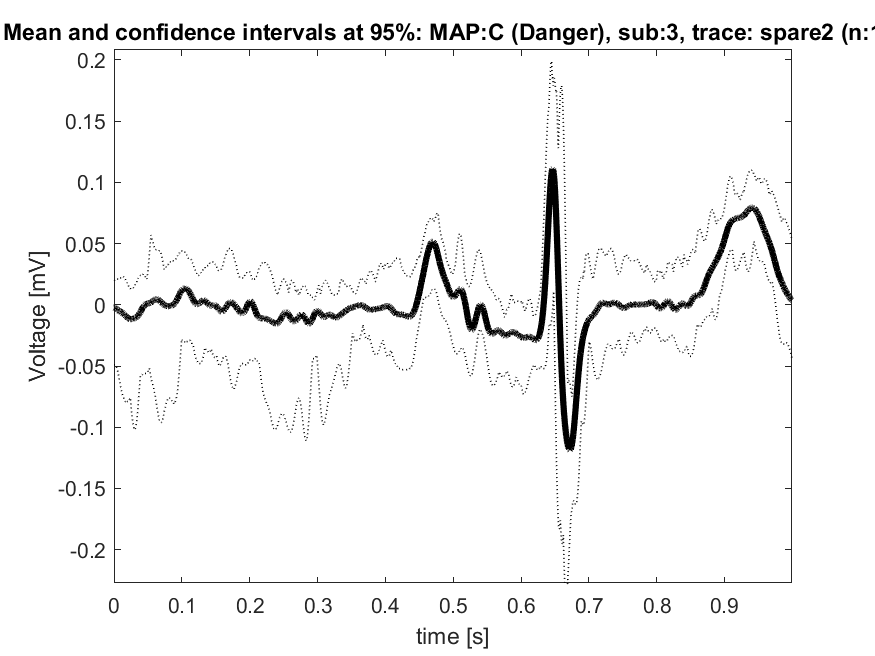 Mean and confidence intervals at 95%: MAP:C (Danger), sub:3, trace: spare2 (n:1
0.2
0.15
0.1
0.05
0
-0.05
-0.1
-0.15
-0.2
Voltage [mV]
0 0.1 0.2 0.3 0.4 0.5 0.6 0.7 0.8 0.9
time [s]